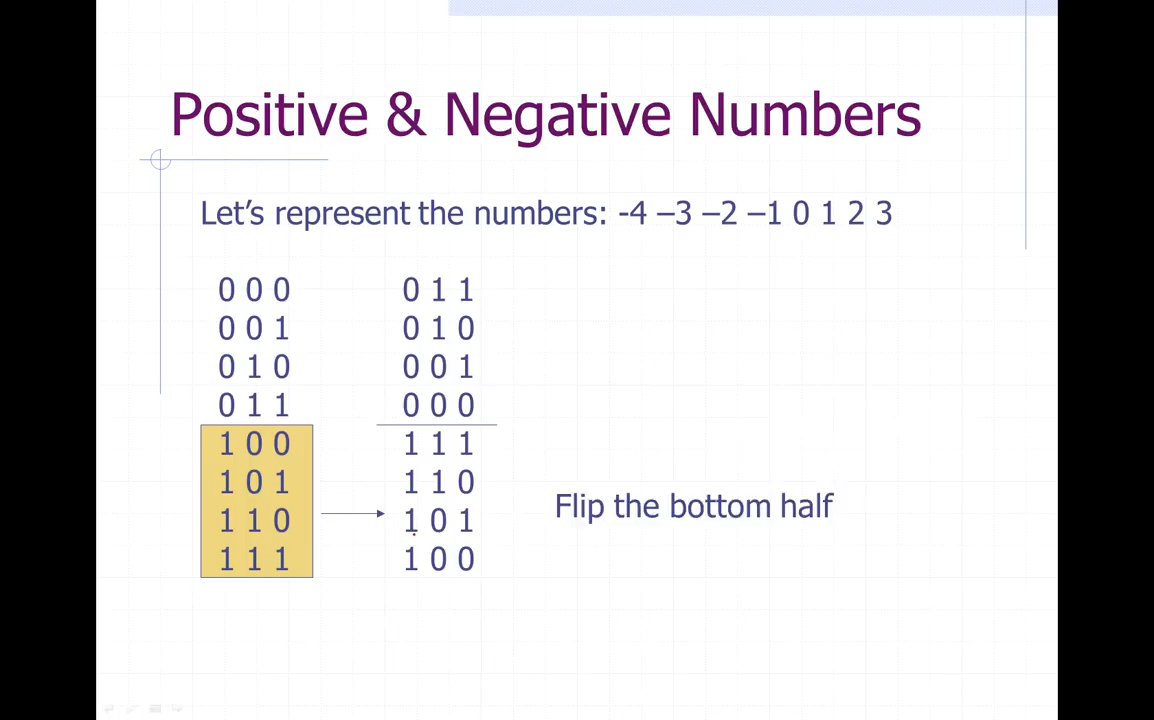 Positive & Negative Numbers
Let’s represent the numbers: -4 –3 –2 –1 0 1 2 3
0 0 0
0 0 1
0 1 0
0 1 1
1 0 0
1 0 1
1 1 0
1 1 1
0 1 1
0 1 0
0 0 1
0 0 0
1 1 1
1 1 0
1 0 1
1 0 0
Flip the bottom half